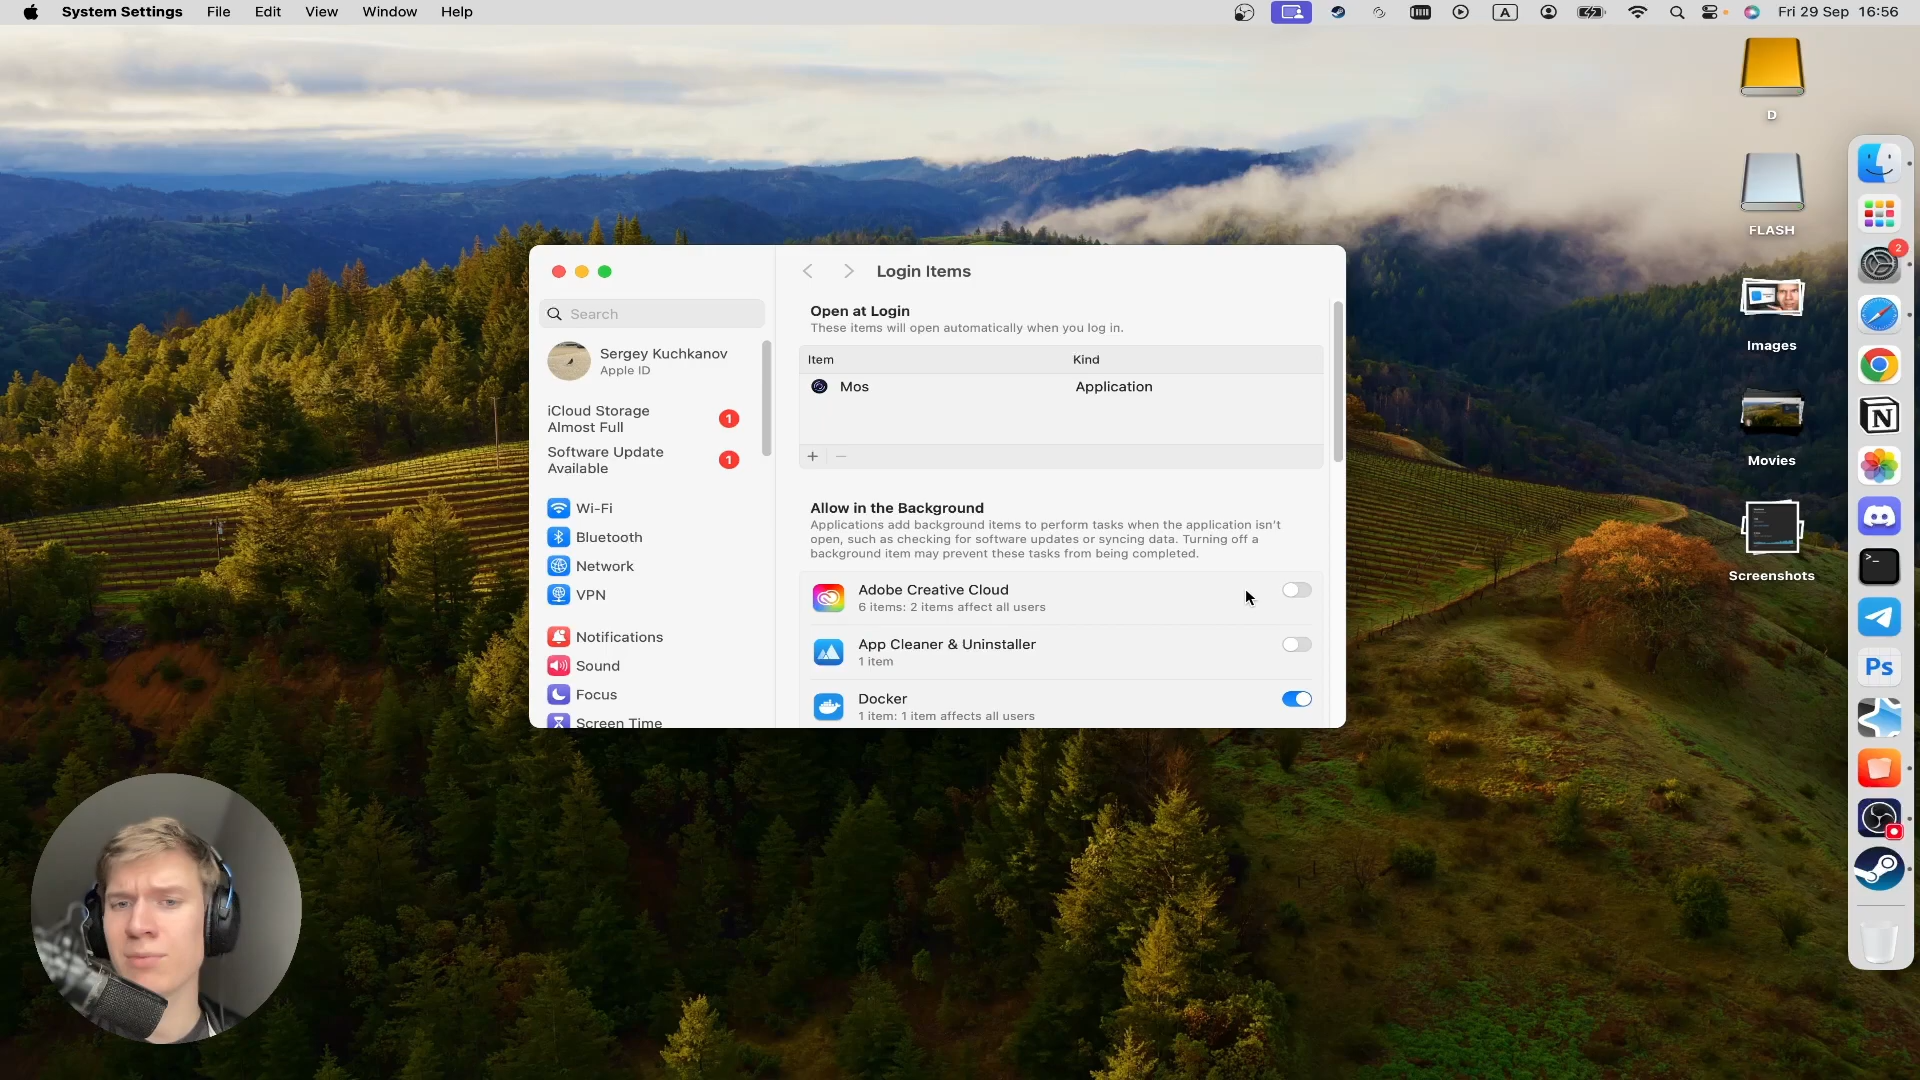 System Settings File Edit View Window Help
A Fri 29 Sep 16:56
D
FLASH
Images
Movies
Screenshots
2
>_
Ps
Search
Sergey Kuchkanov
Apple ID
iCloud Storage
Almost Full
1
Software Update
Available
1
Wi-Fi
Bluetooth
Network
VPN
Notifications
Sound
Focus
Screen Time
Login Items
Open at Login
These items will open automatically when you log in.
Item Kind
Mos Application
+ −
Allow in the Background
Applications add background items to perform tasks when the application isn't
open, such as checking for software updates or syncing data. Turning off a
background item may prevent these tasks from being completed.
Adobe Creative Cloud
6 items: 2 items affect all users
App Cleaner & Uninstaller
1 item
Docker
1 item: 1 item affects all users